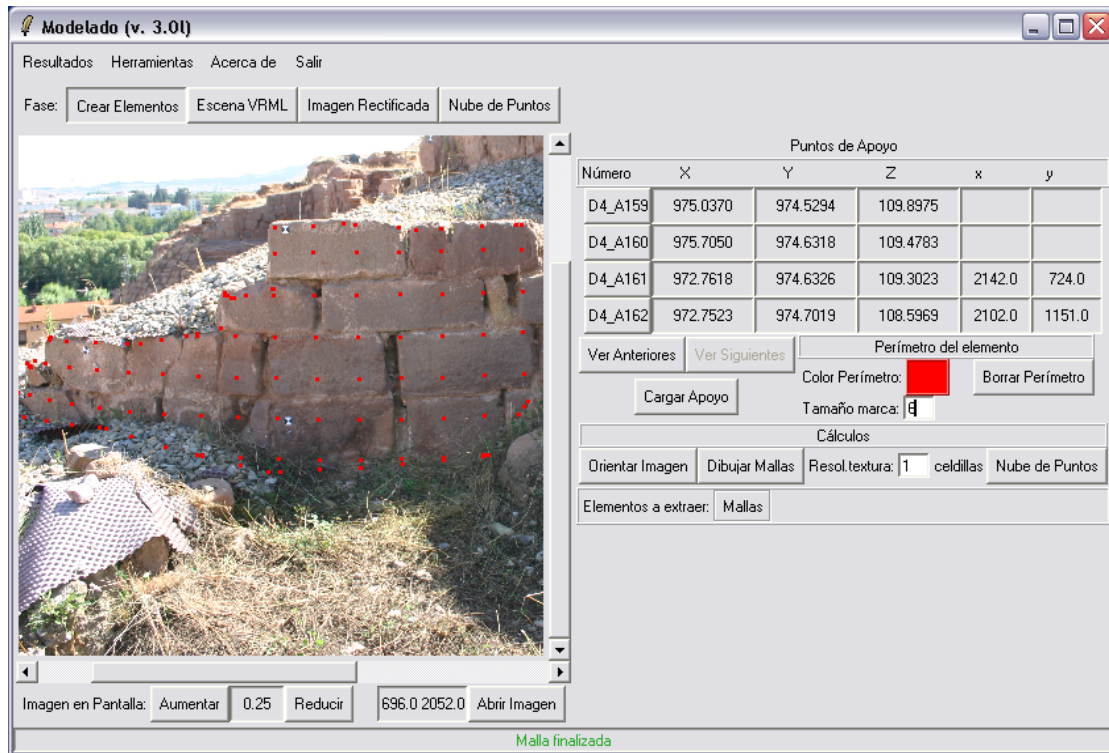 Modelado (v. 3.0l)
Resultados Herramientas Acerca de Salir
Fase: Crear Elementos Escena VRML Imagen Rectificada Nube de Puntos
Puntos de Apoyo
Número X Y Z x y
D4_A159 975.0370 974.5294 109.8975
D4_A160 975.7050 974.6318 109.4783
D4_A161 972.7618 974.6326 109.3023 2142.0 724.0
D4_A162 972.7523 974.7019 108.5969 2102.0 1151.0
Ver Anteriores Ver Siguientes Perímetro del elemento
Color Perímetro: Borrar Perímetro
Cargar Apoyo
Tamaño marca: 6
Cálculos
Orientar Imagen Dibujar Mallas Resol.textura: 1 celdillas Nube de Puntos
Elementos a extraer: Mallas
Imagen en Pantalla: Aumentar 0.25 Reducir 696.0 2052.0 Abrir Imagen
Malla finalizada